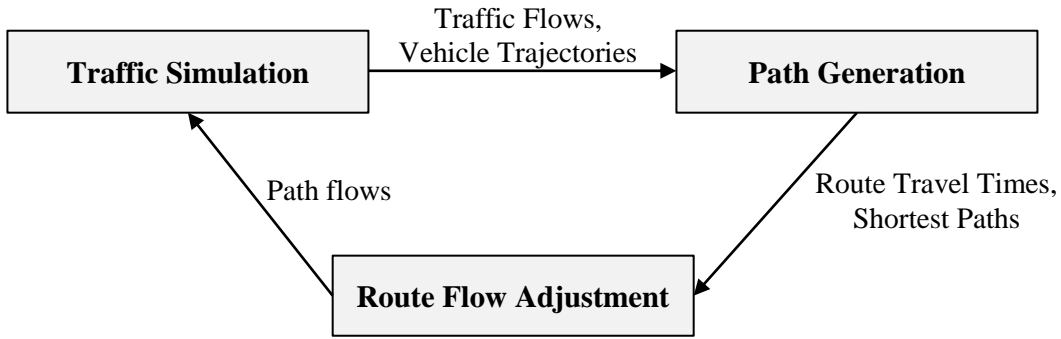 Traffic Flows,
Vehicle Trajectories
Traffic Simulation
Path Generation
Path flows
Route Travel Times,
Shortest Paths
Route Flow Adjustment